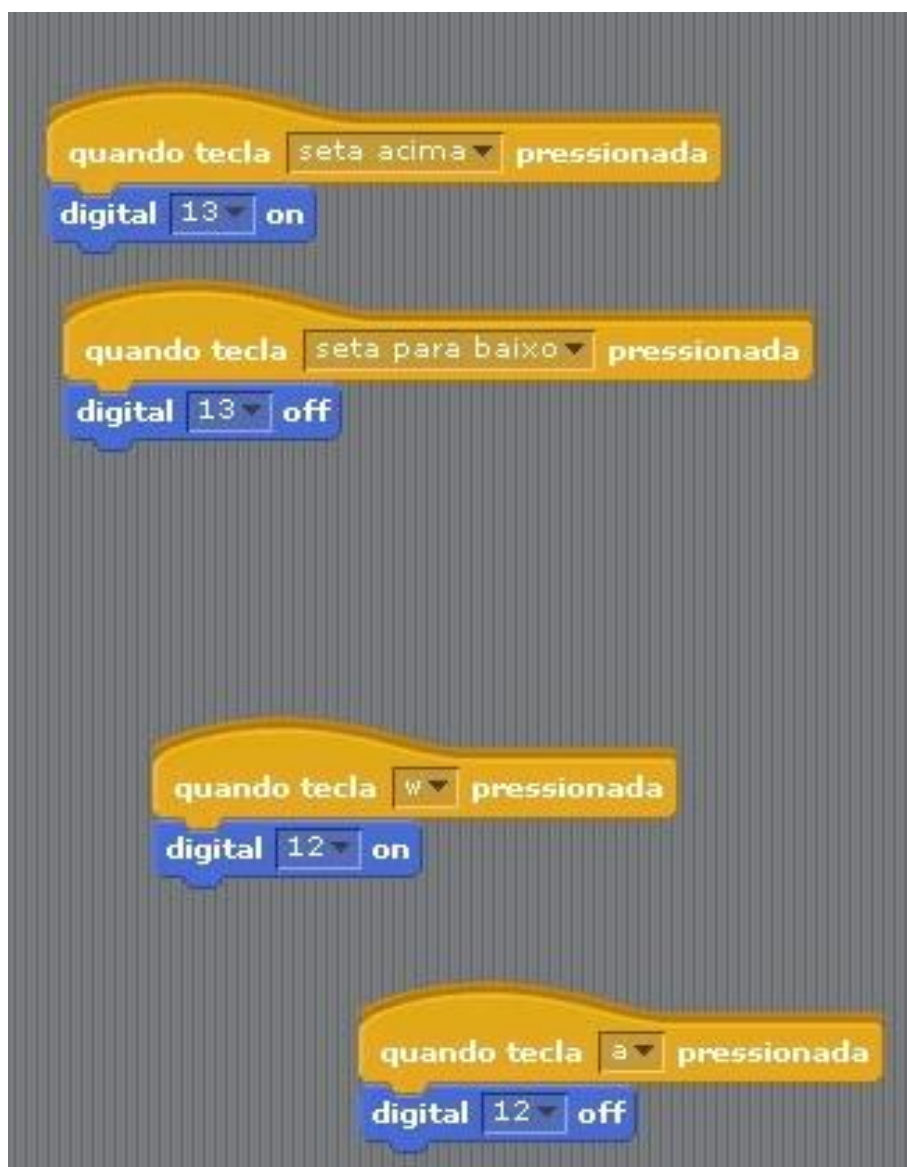 quando tecla seta acima pressionada
digital 13 on
quando tecla seta para baixo pressionada
digital 13 off
quando tecla w pressionada
digital 12 on
quando tecla a pressionada
digital 12 off